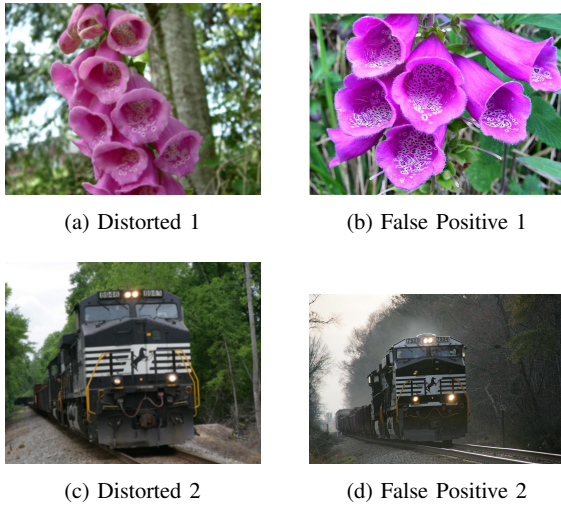 (a) Distorted 1
(b) False Positive 1
(c) Distorted 2
(d) False Positive 2